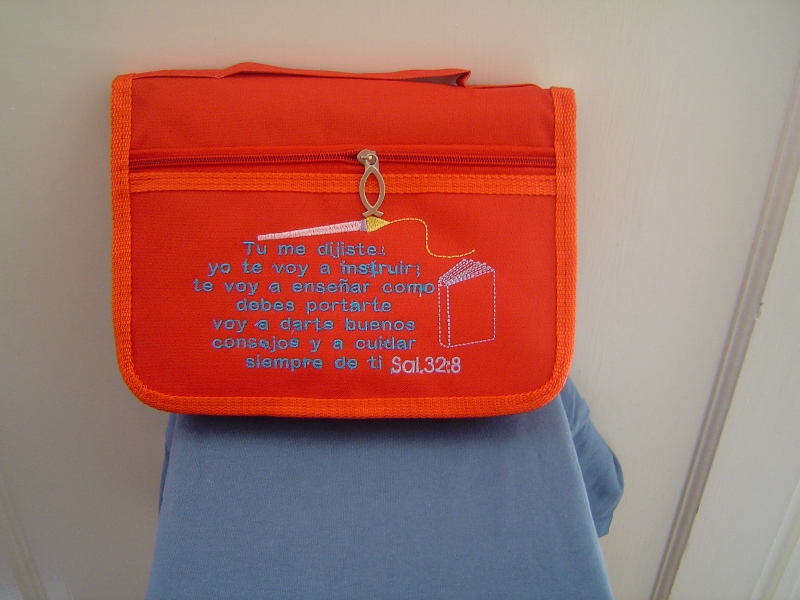 Tu me dijiste:
yo te voy a instruir;
te voy a enseñar como
debes portarte
voy a darte buenos
consejos y a cuidar
siempre de ti Sal.32:8